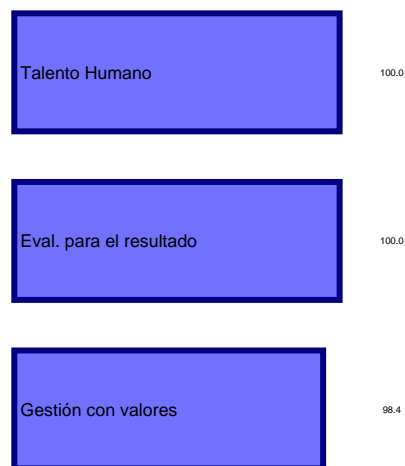 Talento Humano 100.0
Eval. para el resultado 100.0
Gestión con valores 98.4